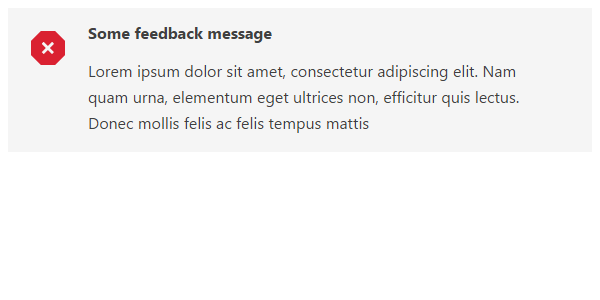 Some feedback message
Lorem ipsum dolor sit amet, consectetur adipiscing elit. Nam
quam urna, elementum eget ultrices non, efficitur quis lectus.
Donec mollis felis ac felis tempus mattis